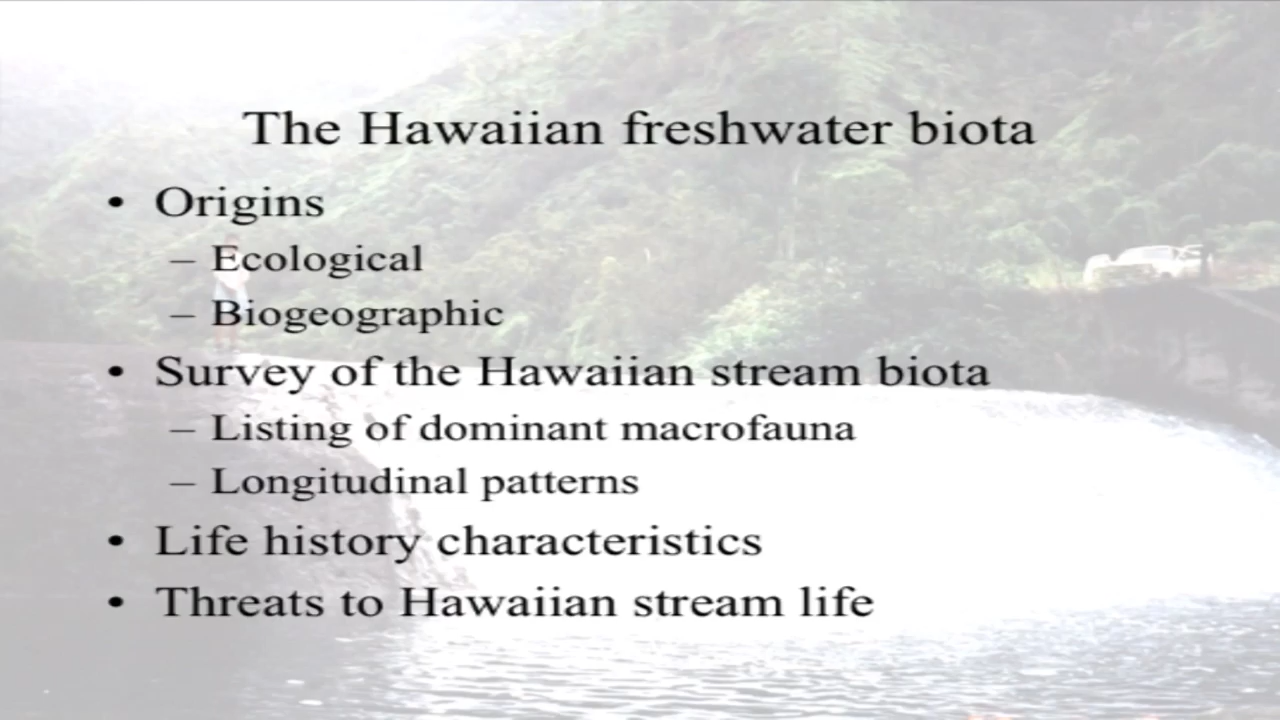 The Hawaiian freshwater biota
• Origins
– Ecological
– Biogeographic
• Survey of the Hawaiian stream biota
– Listing of dominant macrofauna
– Longitudinal patterns
• Life history characteristics
• Threats to Hawaiian stream life